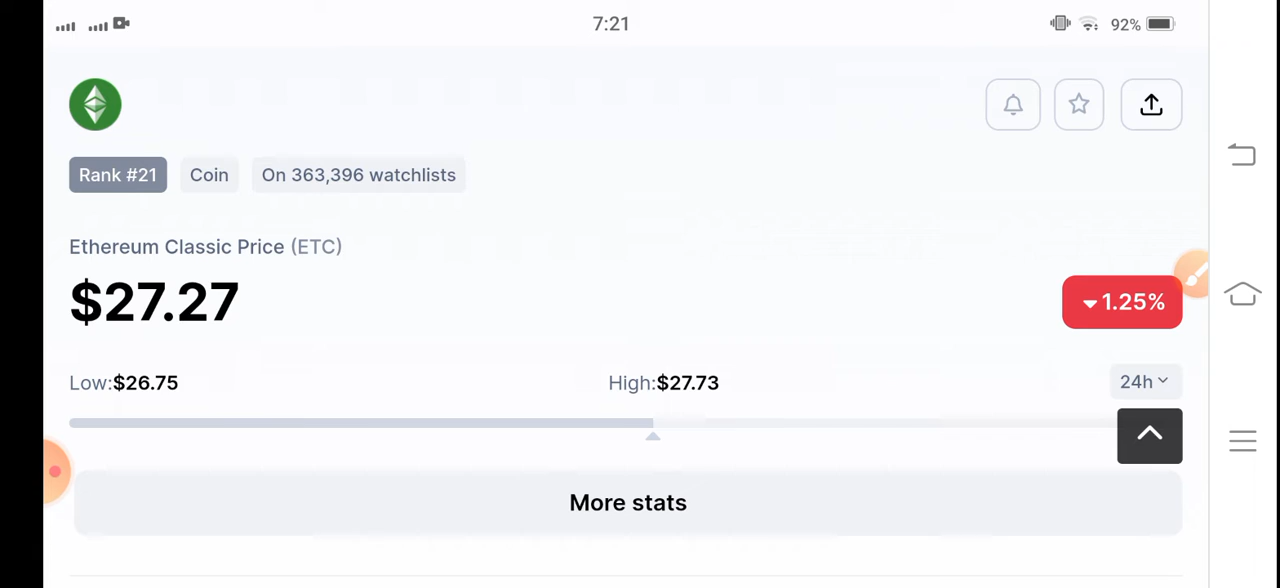 7:21
92%
Rank #21 Coin On 363,396 watchlists
Ethereum Classic Price (ETC)
$27.27
1.25%
Low:$26.75 High:$27.73 24h
More stats